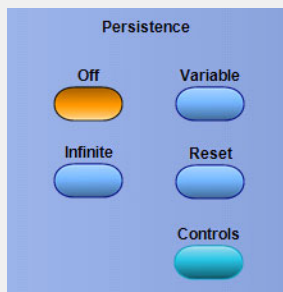 Persistence
Off Variable
Infinite Reset
Controls